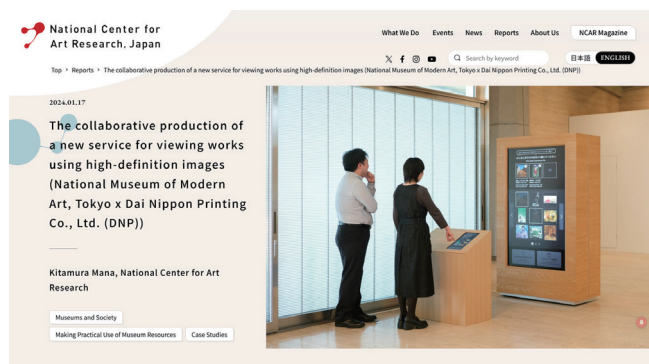 National Center for
Art Research, Japan
What We Do Events News Reports About Us NCAR Magazine
Search by keyword 日本語 ENGLISH
Top Reports The collaborative production of a new service for viewing works using high-definition images (National Museum of Modern Art, Tokyo x Dai Nippon Printing Co., Ltd. (DNP))
2024.01.17
The collaborative production of
a new service for viewing works
using high-definition images
(National Museum of Modern
Art, Tokyo x Dai Nippon Printing
Co., Ltd. (DNP))
Kitamura Mana, National Center for Art
Research
Museums and Society
Making Practical Use of Museum Resources Case Studies